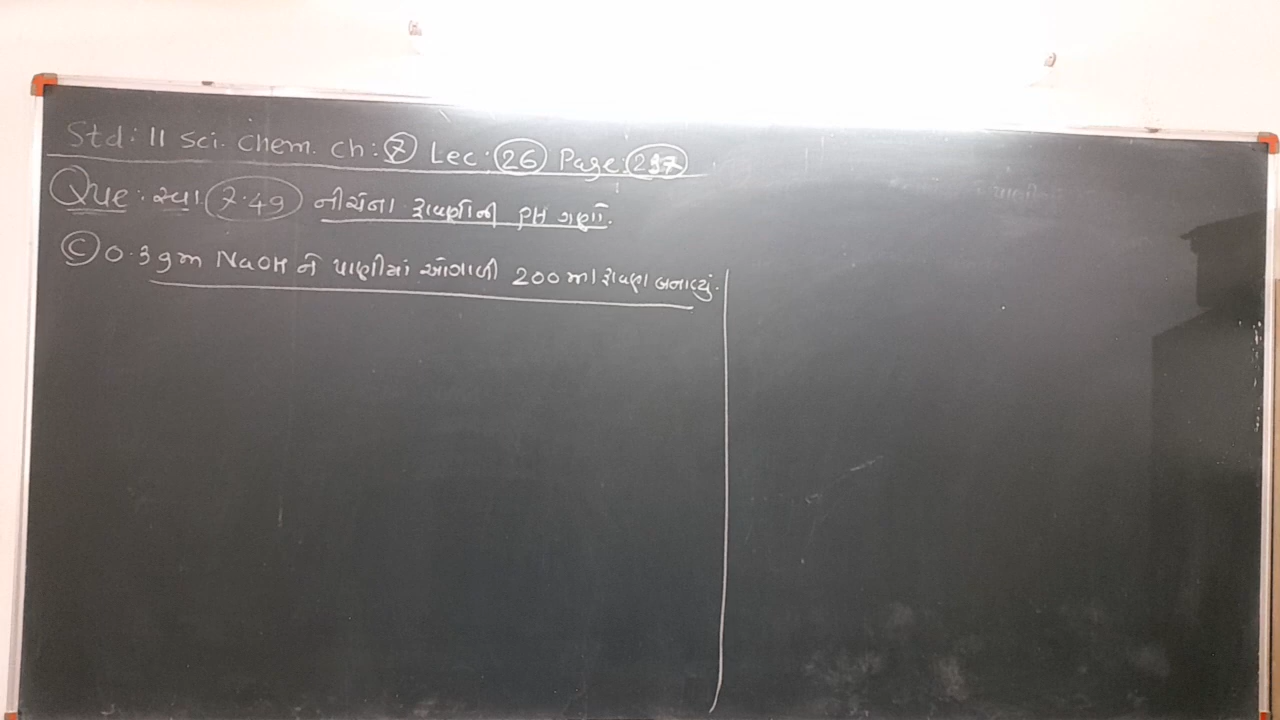 Std: 11 sci. chem. ch: 7 Lec: 26 Page: 237
Que: સ્વા. 7.49 નીચેના દ્રાવણોની PH ગણો.
C 0.3 gm NaOH ને પાણીમાં ઓગાળી 200 ml દ્રાવણ બનાવ્યું.